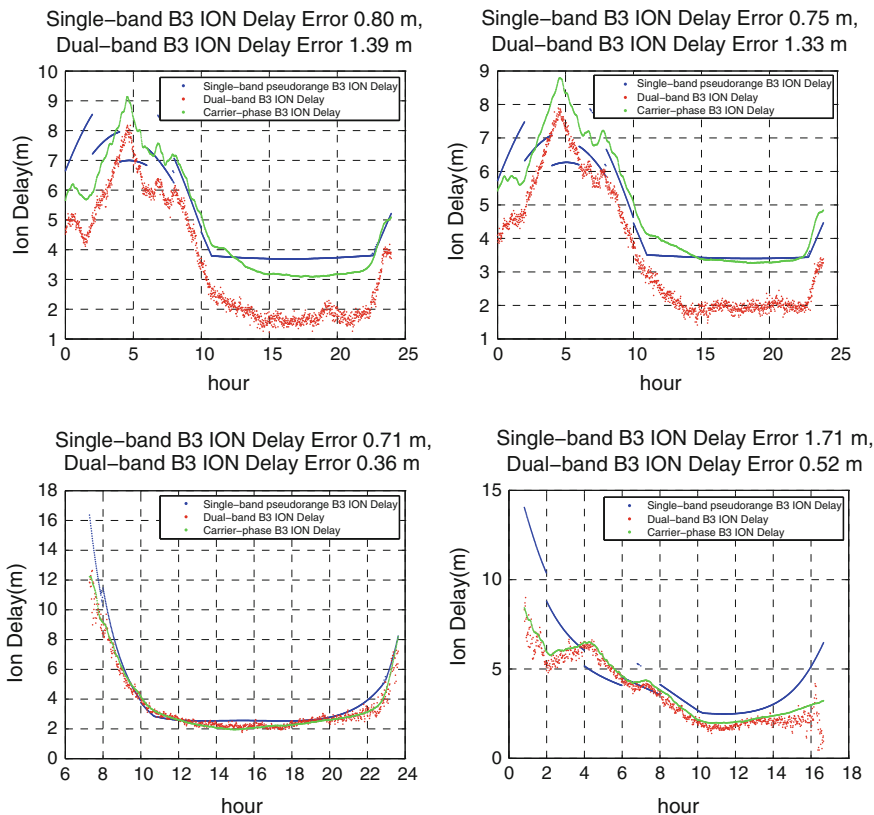 Single−band B3 ION Delay Error 0.80 m,
Dual−band B3 ION Delay Error 1.39 m
Single−band pseudorange B3 ION Delay
Dual−band B3 ION Delay
Carrier−phase B3 ION Delay
Ion Delay(m)
10
9
8
7
6
5
4
3
2
1
0 5 10 15 20 25
hour
Single−band B3 ION Delay Error 0.75 m,
Dual−band B3 ION Delay Error 1.33 m
Single−band pseudorange B3 ION Delay
Dual−band B3 ION Delay
Carrier−phase B3 ION Delay
Ion Delay(m)
9
8
7
6
5
4
3
2
1
0 5 10 15 20 25
hour
Single−band B3 ION Delay Error 0.71 m,
Dual−band B3 ION Delay Error 0.36 m
Single−band pseudorange B3 ION Delay
Dual−band B3 ION Delay
Carrier−phase B3 ION Delay
Ion Delay(m)
18
16
14
12
10
8
6
4
2
0
6 8 10 12 14 16 18 20 22 24
hour
Single−band B3 ION Delay Error 1.71 m,
Dual−band B3 ION Delay Error 0.52 m
Single−band pseudorange B3 ION Delay
Dual−band B3 ION Delay
Carrier−phase B3 ION Delay
Ion Delay(m)
15
10
5
0
0 2 4 6 8 10 12 14 16 18
hour